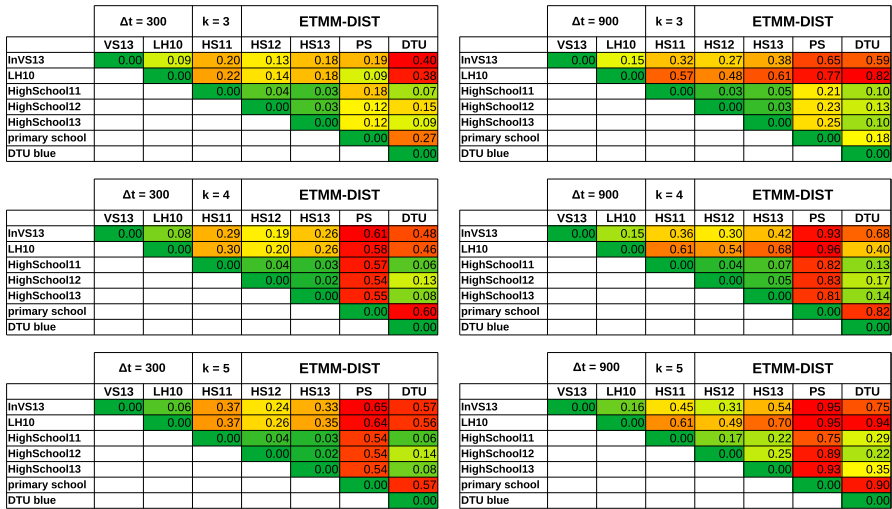 Δt = 300 k = 3 ETMM-DIST
VS13 LH10 HS11 HS12 HS13 PS DTU
InVS13 0.00 0.09 0.20 0.13 0.18 0.19 0.40
LH10 0.00 0.22 0.14 0.18 0.09 0.38
HighSchool11 0.00 0.04 0.03 0.18 0.07
HighSchool12 0.00 0.03 0.12 0.15
HighSchool13 0.00 0.12 0.09
primary school 0.00 0.27
DTU blue 0.00
Δt = 900 k = 3 ETMM-DIST
VS13 LH10 HS11 HS12 HS13 PS DTU
InVS13 0.00 0.15 0.32 0.27 0.38 0.65 0.59
LH10 0.00 0.57 0.48 0.61 0.77 0.82
HighSchool11 0.00 0.03 0.05 0.21 0.10
HighSchool12 0.00 0.03 0.23 0.13
HighSchool13 0.00 0.25 0.10
primary school 0.00 0.18
DTU blue 0.00
Δt = 300 k = 4 ETMM-DIST
VS13 LH10 HS11 HS12 HS13 PS DTU
InVS13 0.00 0.08 0.29 0.19 0.26 0.61 0.48
LH10 0.00 0.30 0.20 0.26 0.58 0.46
HighSchool11 0.00 0.04 0.03 0.57 0.06
HighSchool12 0.00 0.02 0.54 0.13
HighSchool13 0.00 0.55 0.08
primary school 0.00 0.60
DTU blue 0.00
Δt = 900 k = 4 ETMM-DIST
VS13 LH10 HS11 HS12 HS13 PS DTU
InVS13 0.00 0.15 0.36 0.30 0.42 0.93 0.68
LH10 0.00 0.61 0.54 0.68 0.96 0.40
HighSchool11 0.00 0.04 0.07 0.82 0.13
HighSchool12 0.00 0.05 0.83 0.17
HighSchool13 0.00 0.81 0.14
primary school 0.00 0.82
DTU blue 0.00
Δt = 300 k = 5 ETMM-DIST
VS13 LH10 HS11 HS12 HS13 PS DTU
InVS13 0.00 0.06 0.37 0.24 0.33 0.65 0.57
LH10 0.00 0.37 0.26 0.35 0.64 0.56
HighSchool11 0.00 0.04 0.03 0.54 0.06
HighSchool12 0.00 0.02 0.54 0.14
HighSchool13 0.00 0.54 0.08
primary school 0.00 0.57
DTU blue 0.00
Δt = 900 k = 5 ETMM-DIST
VS13 LH10 HS11 HS12 HS13 PS DTU
InVS13 0.00 0.16 0.45 0.31 0.54 0.95 0.75
LH10 0.00 0.61 0.49 0.70 0.95 0.94
HighSchool11 0.00 0.17 0.22 0.75 0.29
HighSchool12 0.00 0.25 0.89 0.22
HighSchool13 0.00 0.93 0.35
primary school 0.00 0.90
DTU blue 0.00